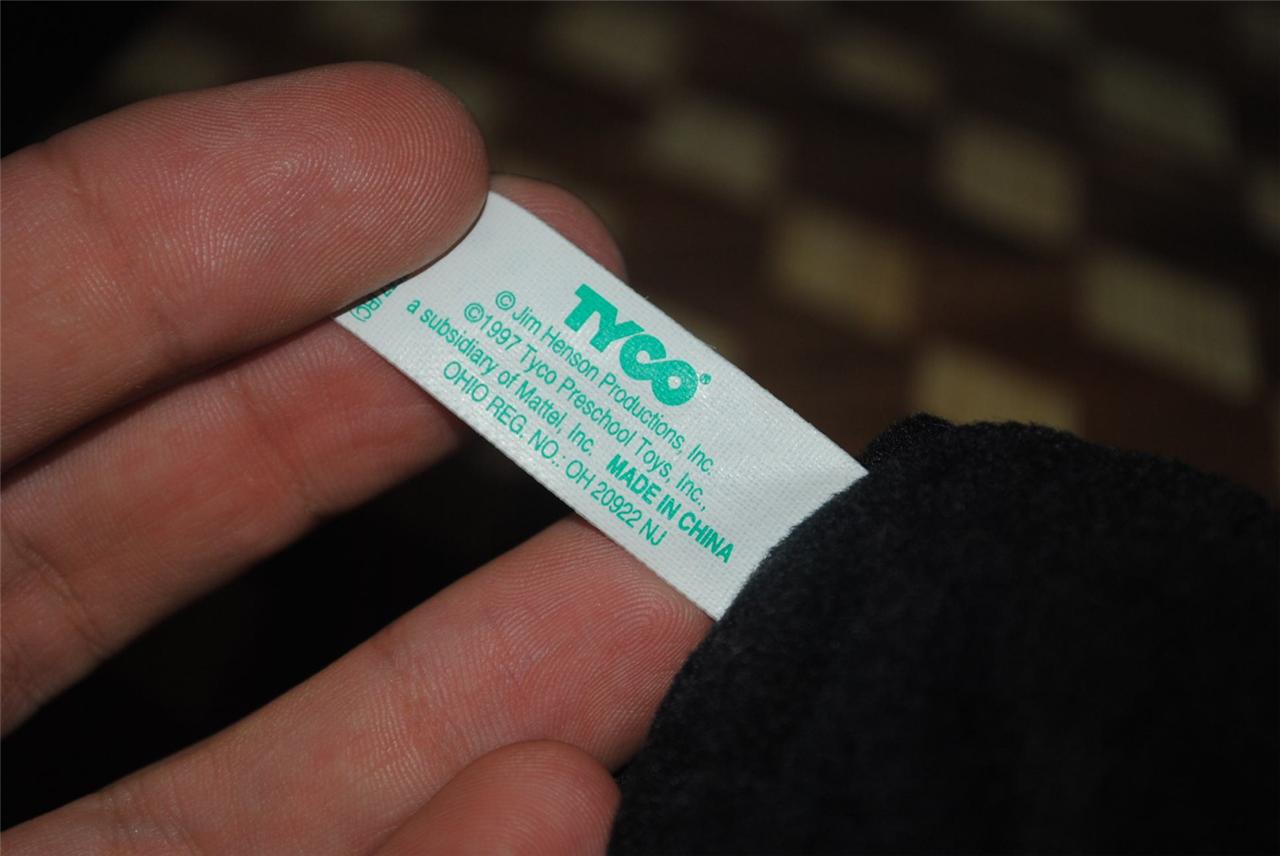 TYCO®
© Jim Henson Productions, Inc.
©1997 Tyco Preschool Toys, Inc.,
a subsidiary of Mattel, Inc. MADE IN CHINA
OHIO REG. NO.: OH 20922 NJ